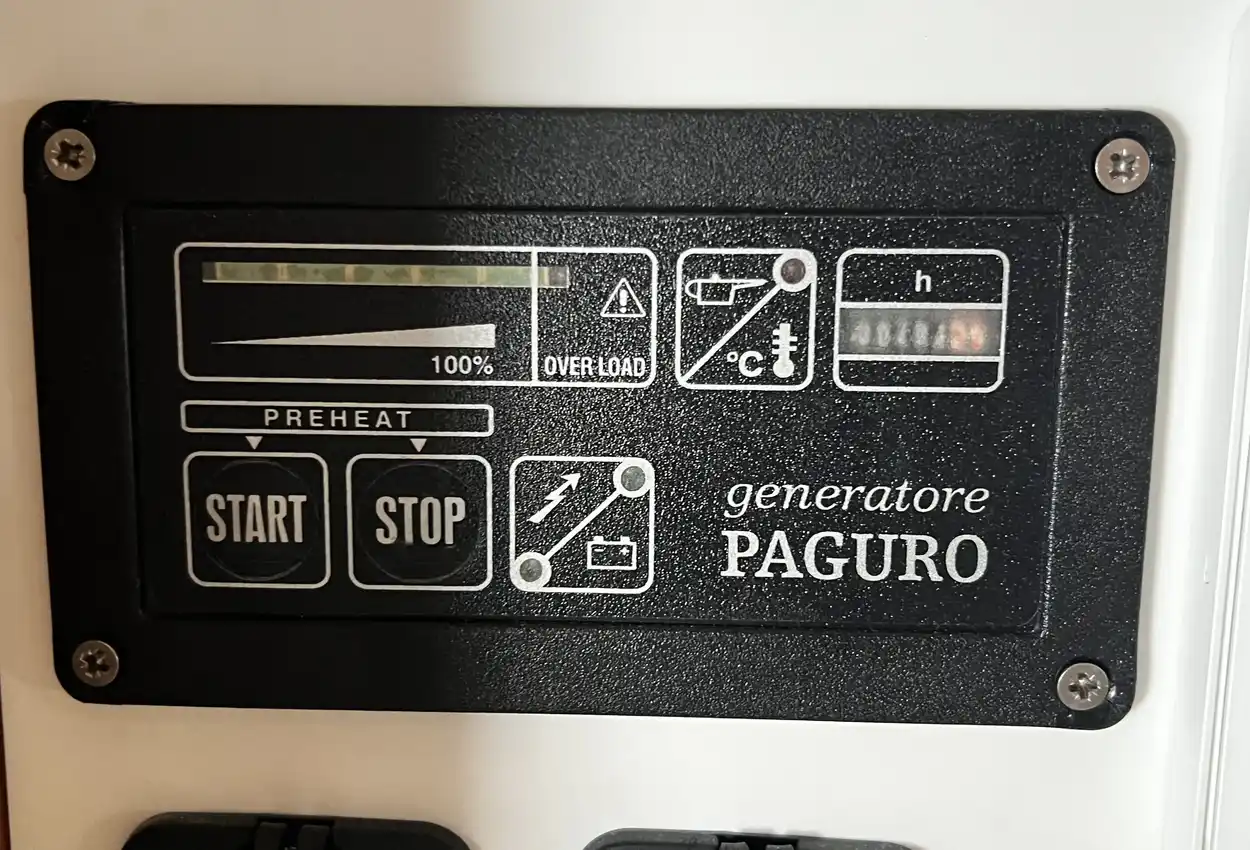 h
100%
OVER LOAD
°C
PREHEAT
START
STOP
generatore
PAGURO